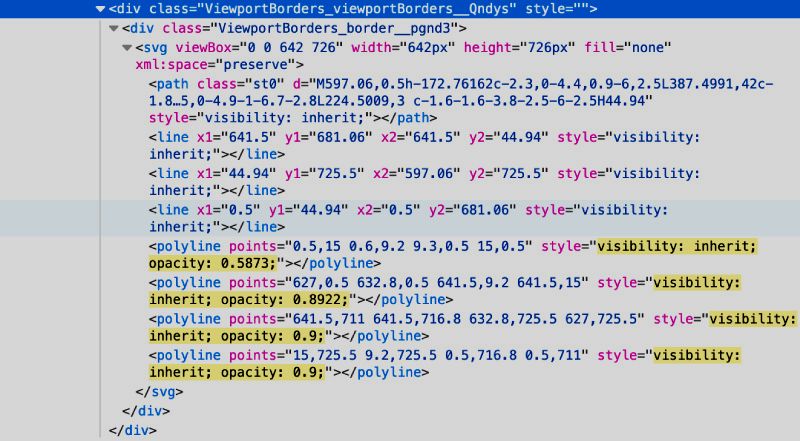 <div class="ViewportBorders_viewportBorders__Qndys" style="">
<div class="ViewportBorders_border__pgnd3">
<svg viewBox="0 0 642 726" width="642px" height="726px" fill="none"
xml:space="preserve">
<path class="st0" d="M597.06,0.5h-172.76162c-2.3,0-4.4,0.9-6,2.5L387.4991,42c-
1.8…5,0-4.9-1-6.7-2.8L224.5009,3 c-1.6-1.6-3.8-2.5-6-2.5H44.94"
style="visibility: inherit;"></path>
<line x1="641.5" y1="681.06" x2="641.5" y2="44.94" style="visibility:
inherit;"></line>
<line x1="44.94" y1="725.5" x2="597.06" y2="725.5" style="visibility:
inherit;"></line>
<line x1="0.5" y1="44.94" x2="0.5" y2="681.06" style="visibility:
inherit;"></line>
<polyline points="0.5,15 0.6,9.2 9.3,0.5 15,0.5" style="visibility: inherit;
opacity: 0.5873;"></polyline>
<polyline points="627,0.5 632.8,0.5 641.5,9.2 641.5,15" style="visibility:
inherit; opacity: 0.8922;"></polyline>
<polyline points="641.5,711 641.5,716.8 632.8,725.5 627,725.5" style="visibility:
inherit; opacity: 0.9;"></polyline>
<polyline points="15,725.5 9.2,725.5 0.5,716.8 0.5,711" style="visibility:
inherit; opacity: 0.9;"></polyline>
</svg>
</div>
</div>